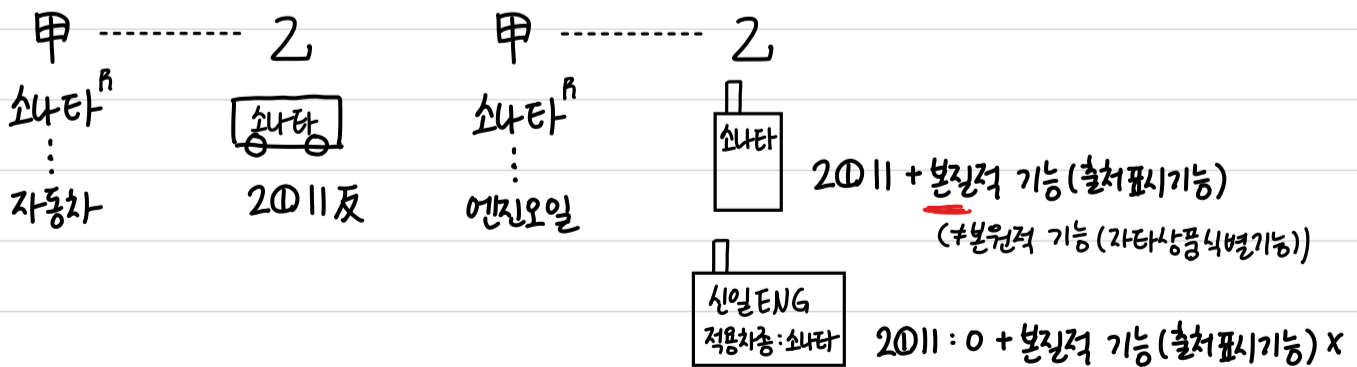 甲 ---------- 乙 甲 ---------- 乙
소나타ᴿ 소나타 소나타ᴿ 소나타
자동차 2①11反 엔진오일 2①11 + 본질적 기능(출처표시기능)
(≠본원적 기능(자타상품식별기능))
신일ENG
적용차종:소나타 2①11 : O + 본질적 기능(출처표시기능) X